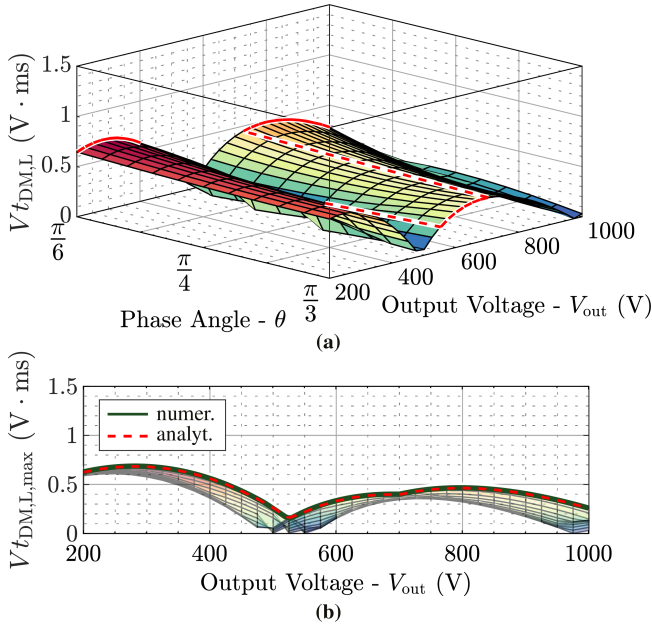 1.5
1
0.5
0
Vt_DM,L (V · ms)
π/6
π/4
π/3
Phase Angle - θ
200
400
600
800
1000
Output Voltage - V_out (V)
(a)
Vt_DM,L,max (V · ms)
1.5
1
0.5
0
numer.
analyt.
200
400
600
800
1000
Output Voltage - V_out (V)
(b)